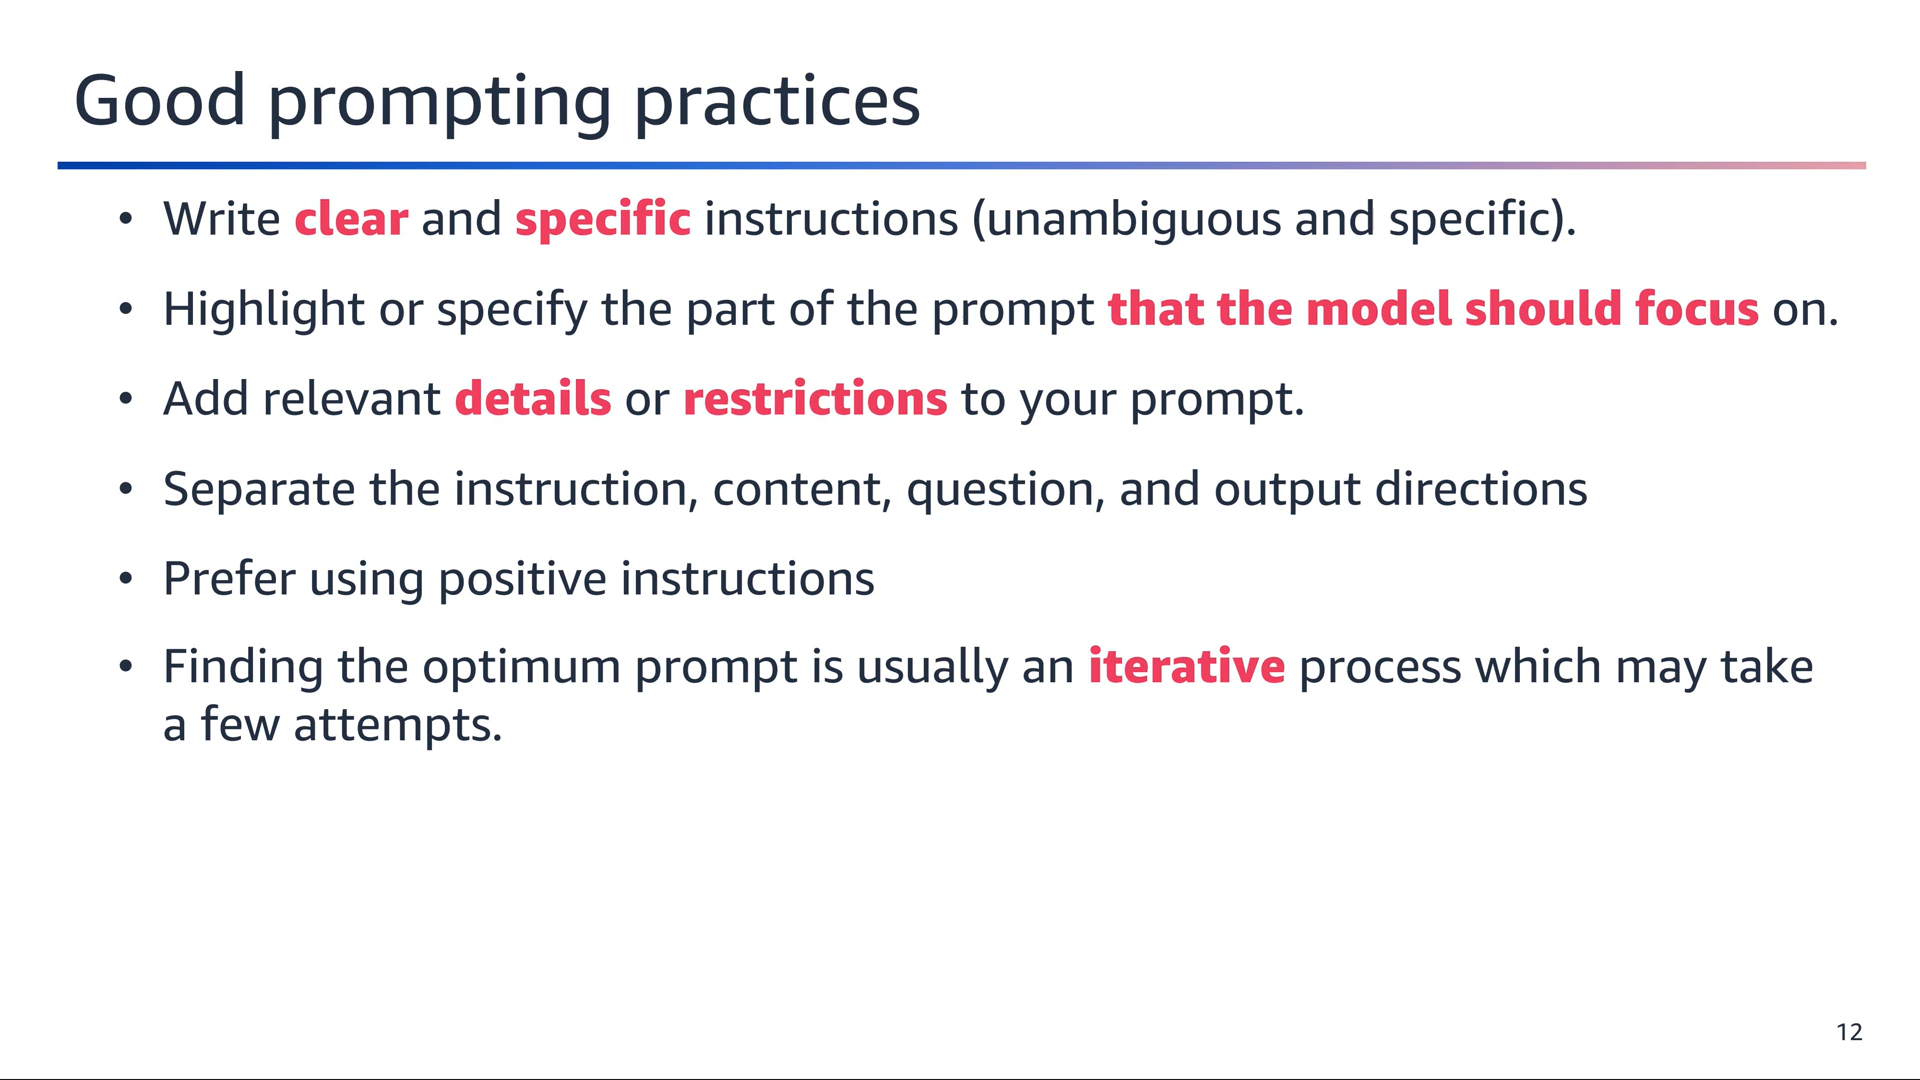 Good prompting practices
• Write clear and specific instructions (unambiguous and specific).
• Highlight or specify the part of the prompt that the model should focus on.
• Add relevant details or restrictions to your prompt.
• Separate the instruction, content, question, and output directions
• Prefer using positive instructions
• Finding the optimum prompt is usually an iterative process which may take
a few attempts.
12